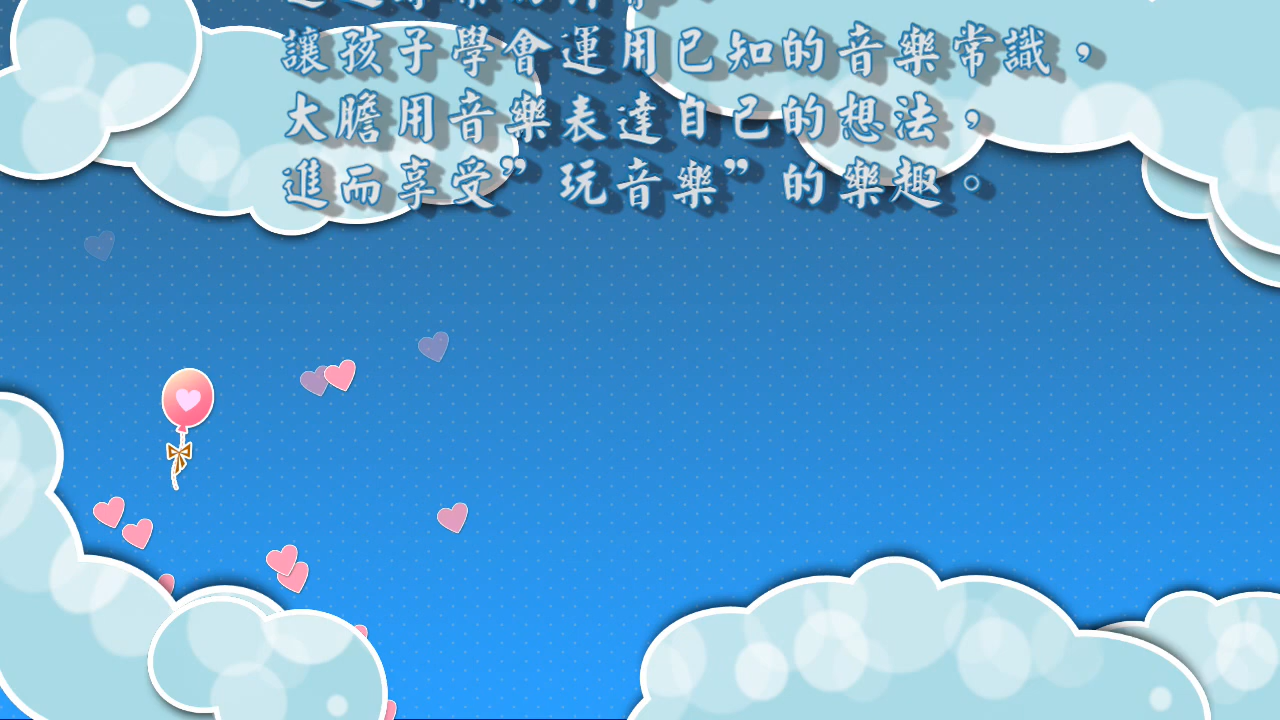 讓孩子學會運用已知的音樂常識，
大膽用音樂表達自己的想法，
進而享受”玩音樂”的樂趣。